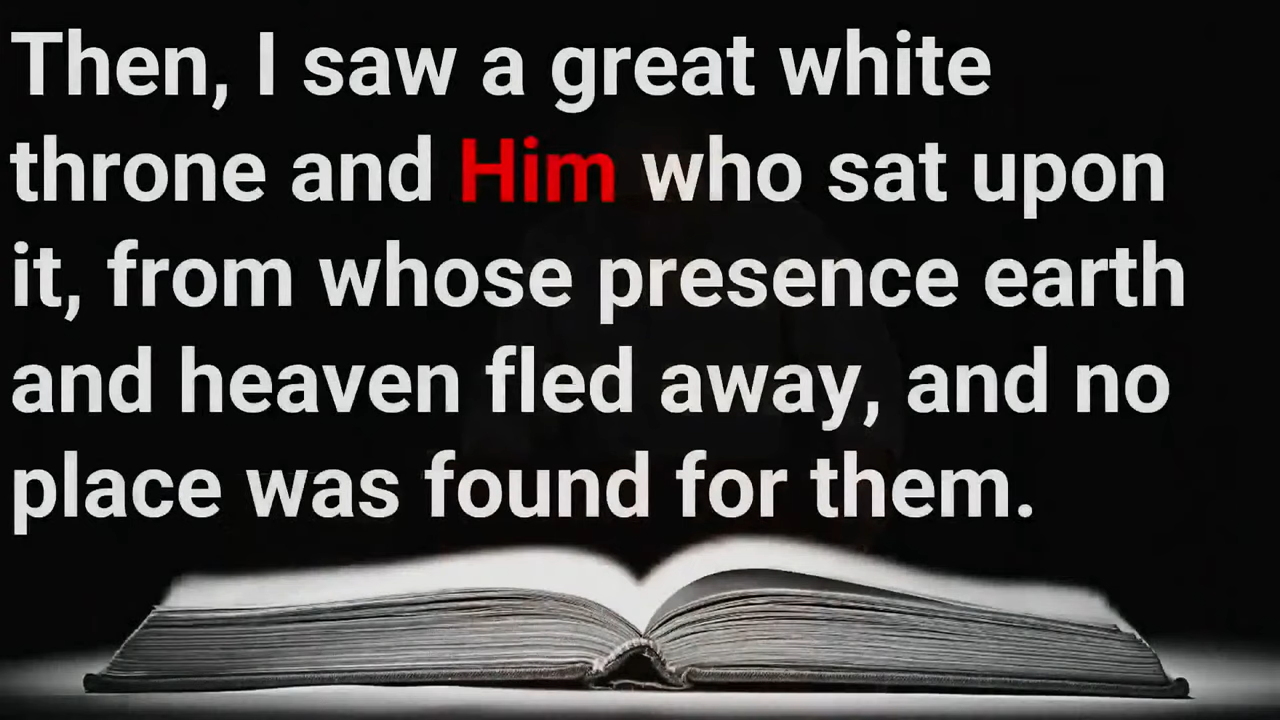 Then, I saw a great white
throne and Him who sat upon
it, from whose presence earth
and heaven fled away, and no
place was found for them.